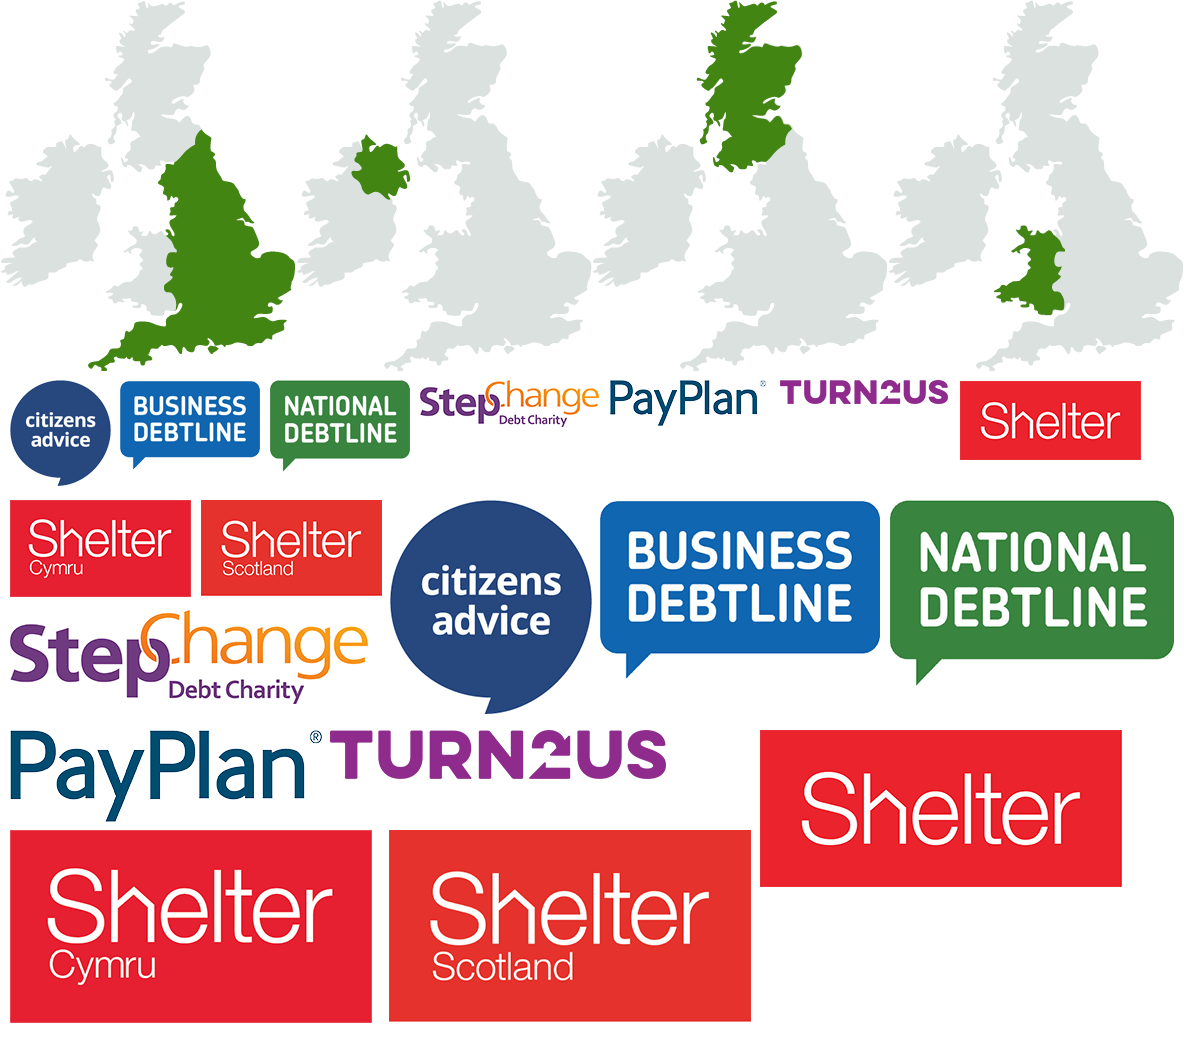 citizens
advice
BUSINESS
DEBTLINE
NATIONAL
DEBTLINE
StepChange
Debt Charity
PayPlan®
TURN2US
Shelter
Shelter
Cymru
Shelter
Scotland
citizens
advice
BUSINESS
DEBTLINE
NATIONAL
DEBTLINE
StepChange
Debt Charity
PayPlan®
TURN2US
Shelter
Shelter
Cymru
Shelter
Scotland